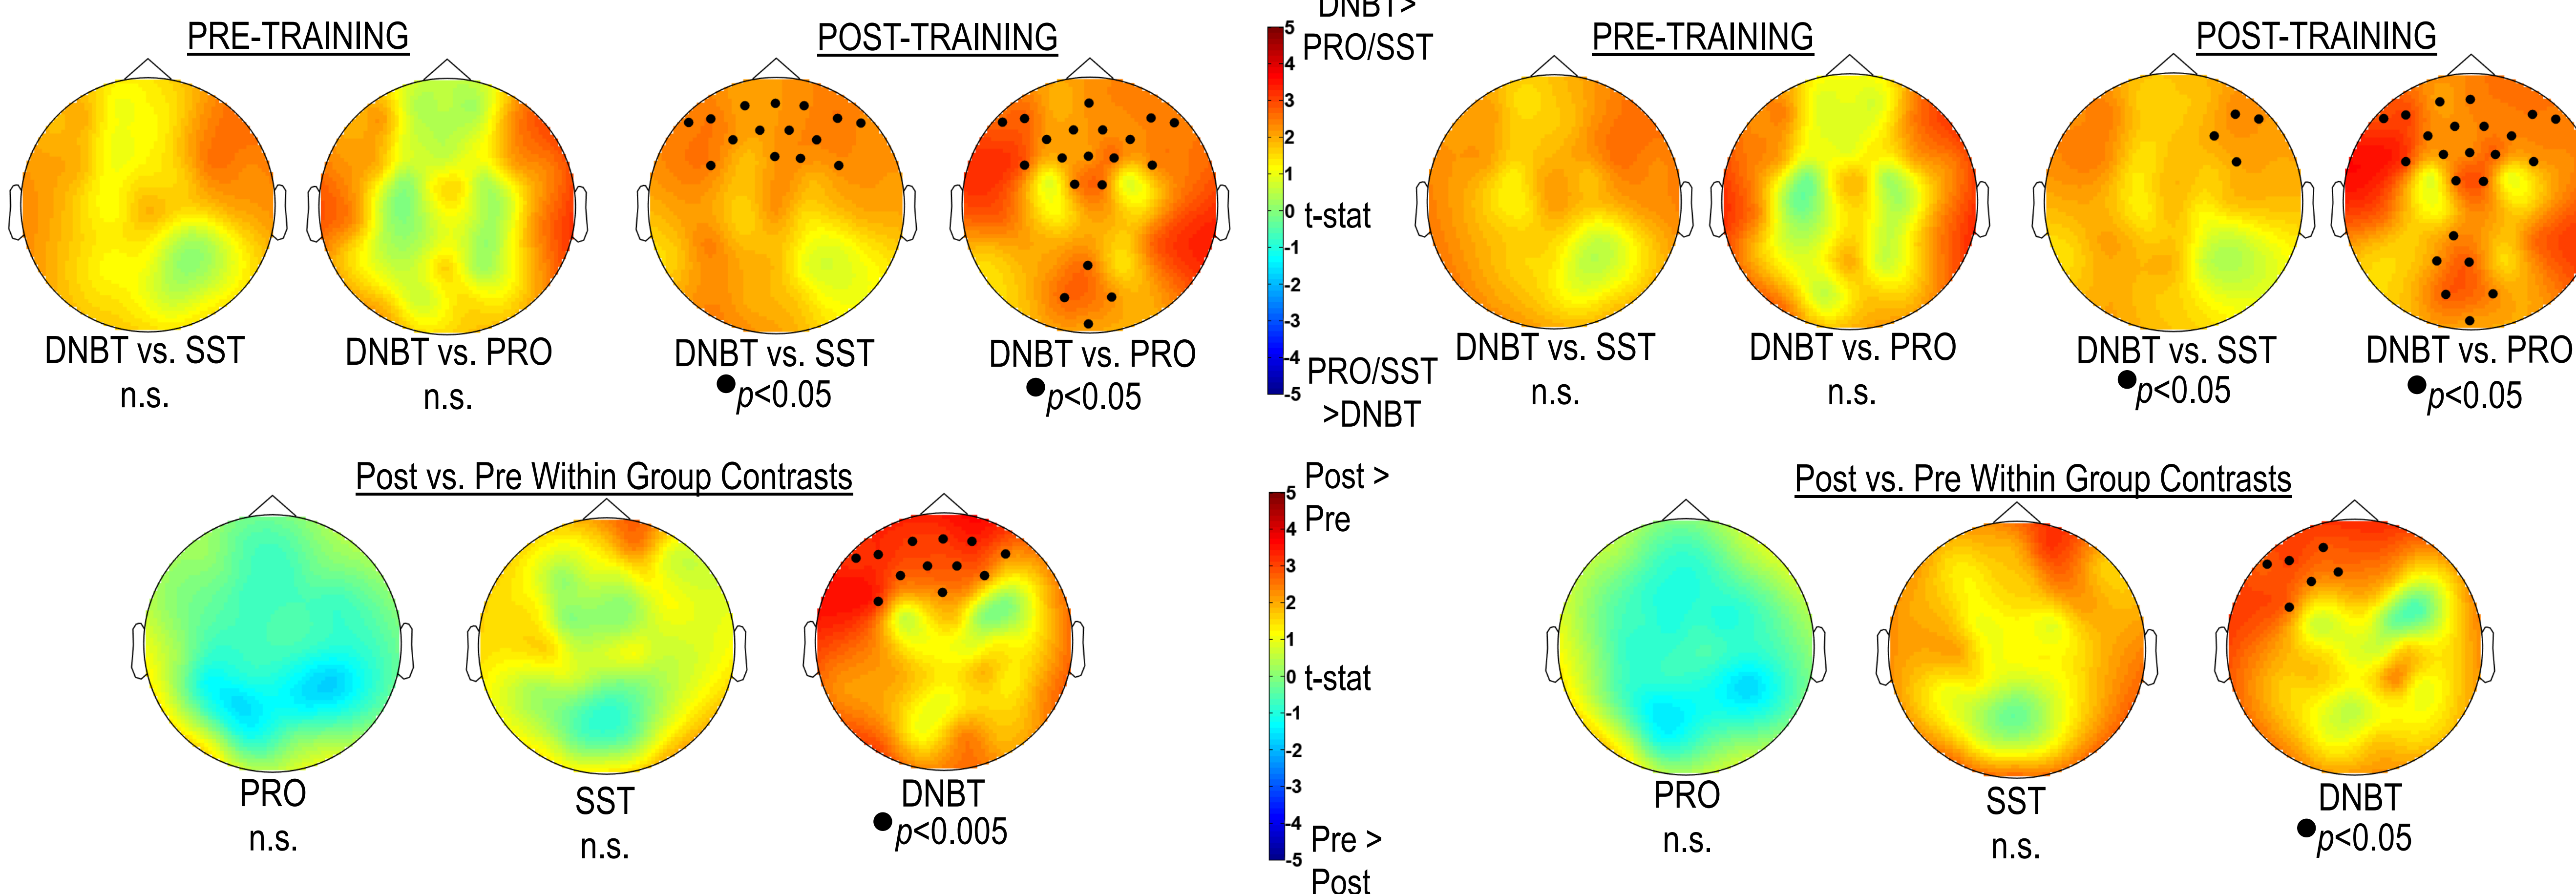 PRE-TRAINING
POST-TRAINING
DNBT vs. SST
n.s.
DNBT vs. PRO
n.s.
DNBT vs. SST
p<0.05
DNBT vs. PRO
p<0.05
DNBT>
PRO/SST
5
4
3
2
1
0
-1
-2
-3
-4
-5
t-stat
PRO/SST
>DNBT
PRE-TRAINING
POST-TRAINING
DNBT vs. SST
n.s.
DNBT vs. PRO
n.s.
DNBT vs. SST
p<0.05
DNBT vs. PRO
p<0.05
Post vs. Pre Within Group Contrasts
PRO
n.s.
SST
n.s.
DNBT
p<0.005
Post >
Pre
5
4
3
2
1
0
-1
-2
-3
-4
-5
t-stat
Pre >
Post
Post vs. Pre Within Group Contrasts
PRO
n.s.
SST
n.s.
DNBT
p<0.05